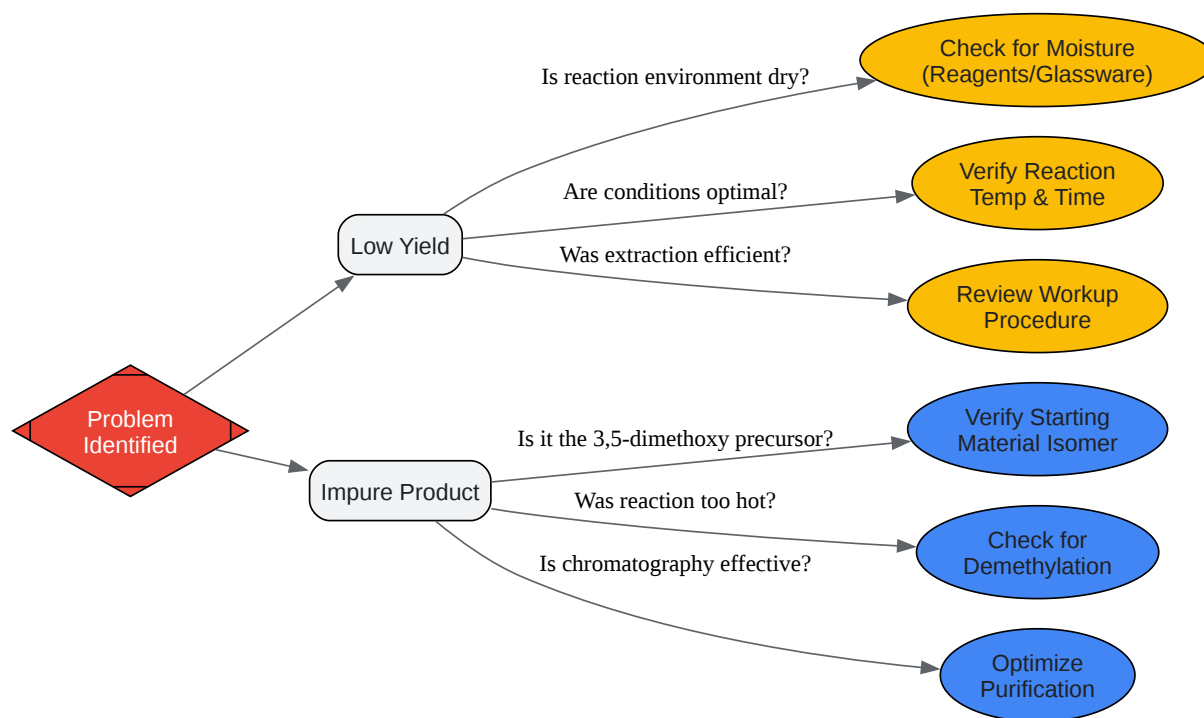 Problem
Identified
Low Yield
Is reaction environment dry?
Check for Moisture
(Reagents/Glassware)
Are conditions optimal?
Verify Reaction
Temp & Time
Was extraction efficient?
Review Workup
Procedure
Impure Product
Is it the 3,5-dimethoxy precursor?
Verify Starting
Material Isomer
Was reaction too hot?
Check for
Demethylation
Is chromatography effective?
Optimize
Purification